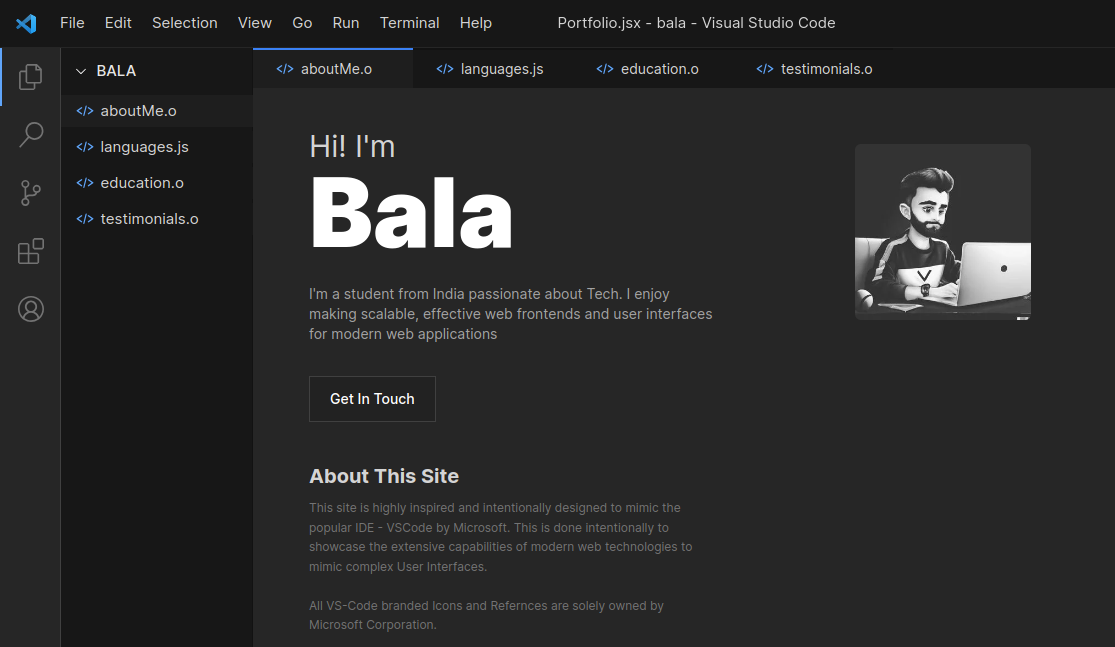 File Edit Selection View Go Run Terminal Help Portfolio.jsx - bala - Visual Studio Code
BALA
aboutMe.o
languages.js
education.o
testimonials.o
aboutMe.o languages.js education.o testimonials.o
Hi! I'm
Bala
I'm a student from India passionate about Tech. I enjoy
making scalable, effective web frontends and user interfaces
for modern web applications
Get In Touch
About This Site
This site is highly inspired and intentionally designed to mimic the
popular IDE - VSCode by Microsoft. This is done intentionally to
showcase the extensive capabilities of modern web technologies to
mimic complex User Interfaces.
All VS-Code branded Icons and Refernces are solely owned by
Microsoft Corporation.